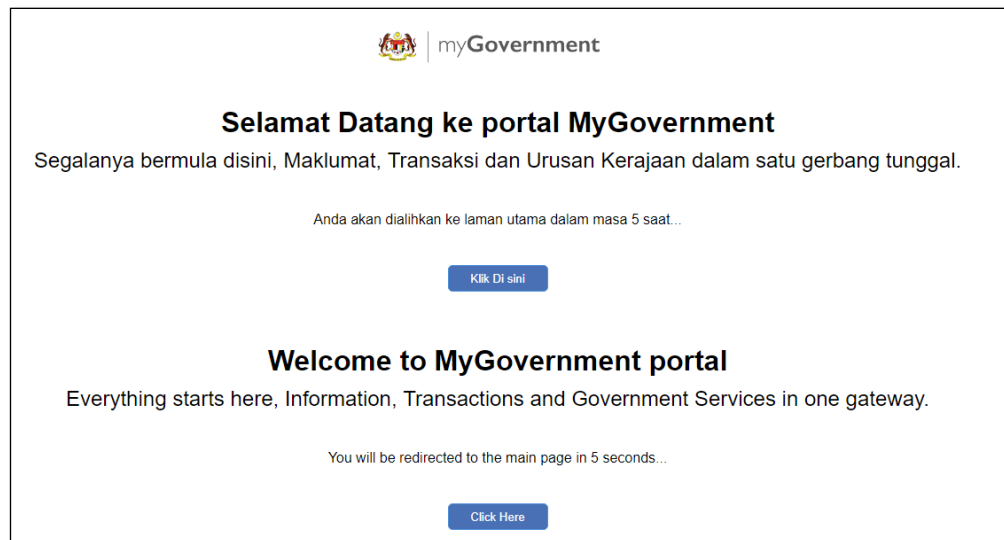 myGovernment
Selamat Datang ke portal MyGovernment
Segalanya bermula disini, Maklumat, Transaksi dan Urusan Kerajaan dalam satu gerbang tunggal.
Anda akan dialihkan ke laman utama dalam masa 5 saat...
Klik Di sini
Welcome to MyGovernment portal
Everything starts here, Information, Transactions and Government Services in one gateway.
You will be redirected to the main page in 5 seconds...
Click Here